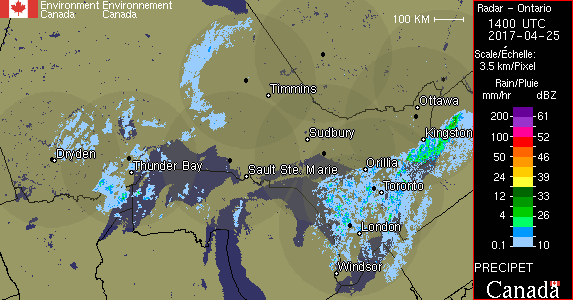 Environment Environnement
Canada Canada
100 KM
Timmins
Ottawa
Sudbury
Kingston
Dryden
Thunder Bay
Sault Ste. Marie
Orillia
Toronto
London
Windsor
Radar - Ontario
1400 UTC
2017-04-25
Scale/Échelle:
3.5 km/Pixel
Rain/Pluie
mm/hr dBZ
200 61
100 52
50 46
24 39
12 33
4 26
0.1 10
PRECIPET
Canada